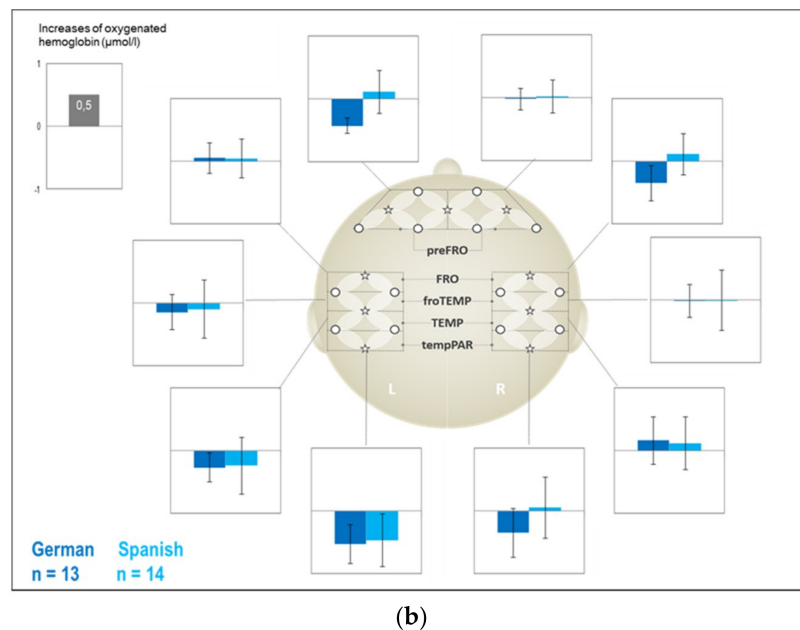 Increases of oxygenated
hemoglobin (µmol/l)
1
0,5
0
-1
preFRO
FRO
froTEMP
TEMP
tempPAR
L R
German Spanish
n = 13 n = 14
(b)